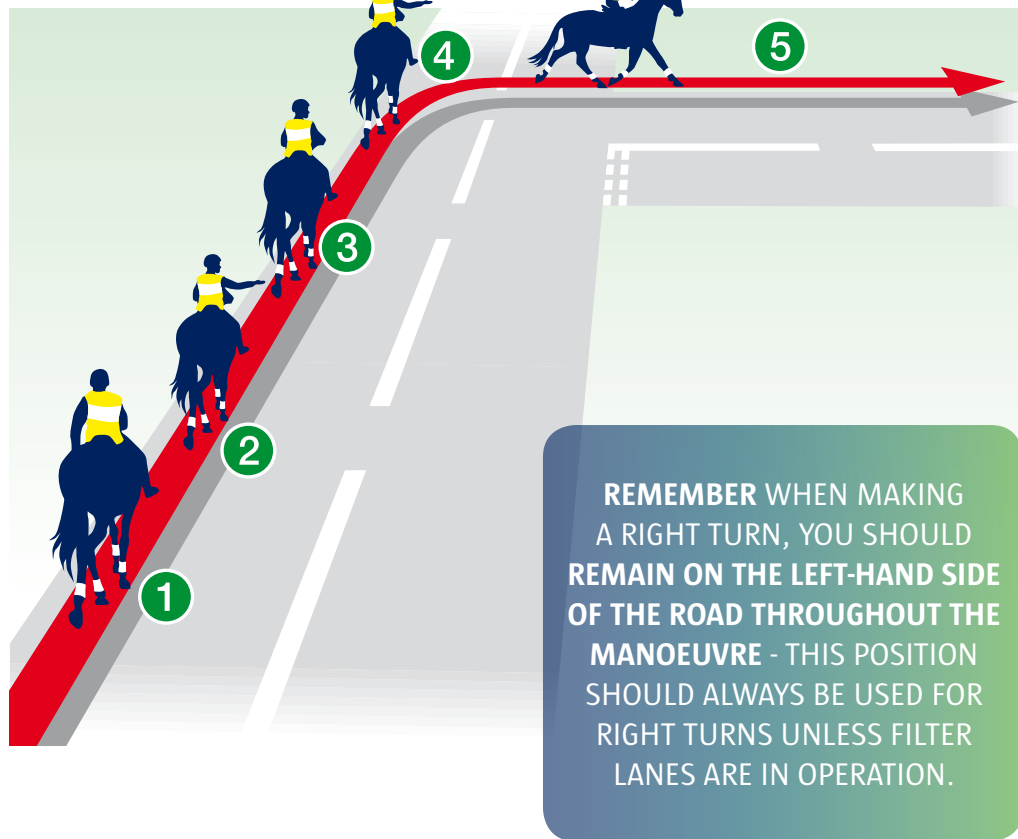 4
5
3
2
1
REMEMBER WHEN MAKING
A RIGHT TURN, YOU SHOULD
REMAIN ON THE LEFT-HAND SIDE
OF THE ROAD THROUGHOUT THE
MANOEUVRE - THIS POSITION
SHOULD ALWAYS BE USED FOR
RIGHT TURNS UNLESS FILTER
LANES ARE IN OPERATION.